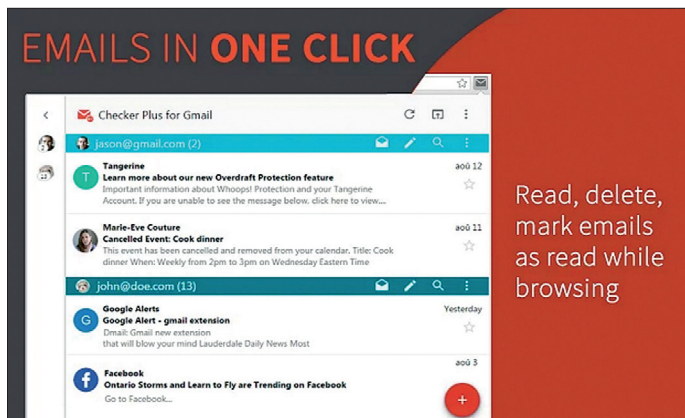 EMAILS IN ONE CLICK
Checker Plus for Gmail
jason@gmail.com (2)
Tangerine
aoû 12
Learn more about our new Overdraft Protection feature
Important information about Whoops! Protection and your Tangerine
Account. If you are unable to see the message below, click here to view....
T
Marie-Eve Couture
aoû 11
Cancelled Event: Cook dinner
This event has been cancelled and removed from your calendar. Title: Cook
dinner When: Weekly from 2pm to 3pm on Wednesday Eastern Time
john@doe.com (13)
Google Alerts
Yesterday
Google Alert - gmail extension
Dmail: Gmail new extension
that will blow your mind Lauderdale Daily News Most
G
Facebook
aoû 3
Ontario Storms and Learn to Fly are Trending on Facebook
Go to Facebook...
f
+
Read, delete,
mark emails
as read while
browsing